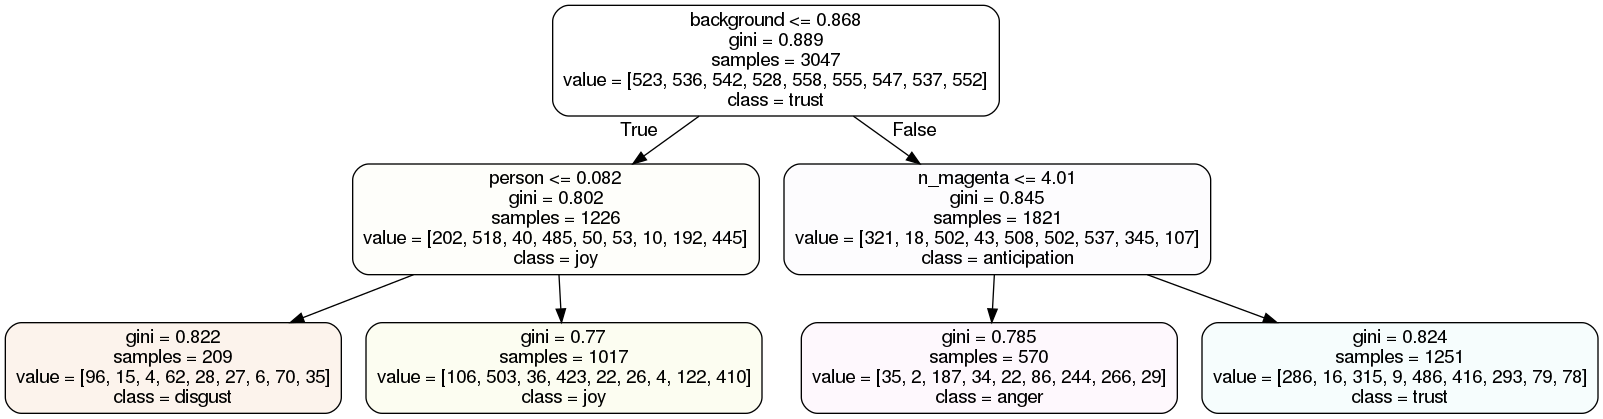 background <= 0.868
gini = 0.889
samples = 3047
value = [523, 536, 542, 528, 558, 555, 547, 537, 552]
class = trust
True
False
person <= 0.082
gini = 0.802
samples = 1226
value = [202, 518, 40, 485, 50, 53, 10, 192, 445]
class = joy
n_magenta <= 4.01
gini = 0.845
samples = 1821
value = [321, 18, 502, 43, 508, 502, 537, 345, 107]
class = anticipation
gini = 0.822
samples = 209
value = [96, 15, 4, 62, 28, 27, 6, 70, 35]
class = disgust
gini = 0.77
samples = 1017
value = [106, 503, 36, 423, 22, 26, 4, 122, 410]
class = joy
gini = 0.785
samples = 570
value = [35, 2, 187, 34, 22, 86, 244, 266, 29]
class = anger
gini = 0.824
samples = 1251
value = [286, 16, 315, 9, 486, 416, 293, 79, 78]
class = trust